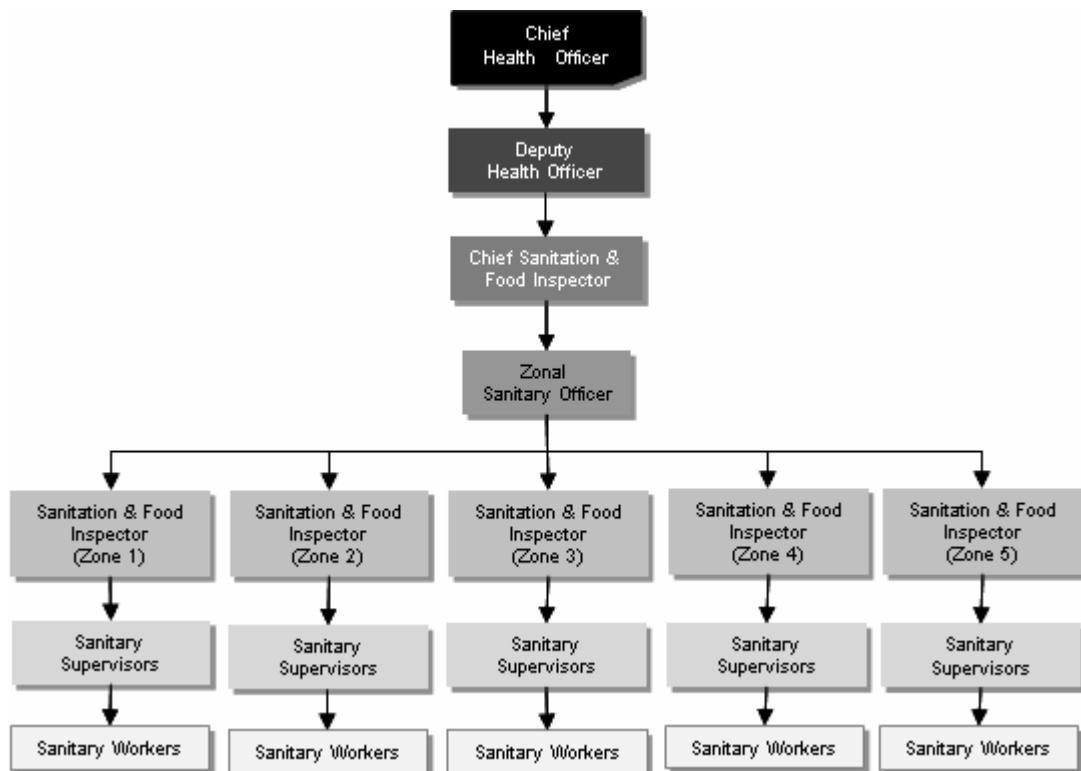 Chief
Health Officer
Deputy
Health Officer
Chief Sanitation &
Food Inspector
Zonal
Sanitary Officer
Sanitation & Food
Inspector
(Zone 1)
Sanitation & Food
Inspector
(Zone 2)
Sanitation & Food
Inspector
(Zone 3)
Sanitation & Food
Inspector
(Zone 4)
Sanitation & Food
Inspector
(Zone 5)
Sanitary
Supervisors
Sanitary
Supervisors
Sanitary
Supervisors
Sanitary
Supervisors
Sanitary
Supervisors
Sanitary Workers
Sanitary Workers
Sanitary Workers
Sanitary Workers
Sanitary Workers